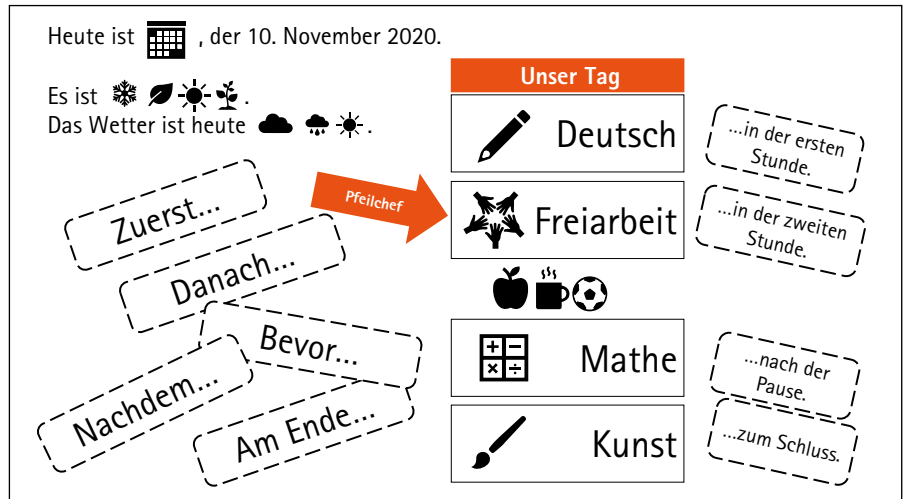 Heute ist , der 10. November 2020.
Es ist .
Das Wetter ist heute .
Unser Tag
Deutsch
...in der ersten
Stunde.
Pfeilchef
Freiarbeit
...in der zweiten
Stunde.
Zuerst...
Danach...
Bevor...
Nachdem...
Am Ende...
Mathe
...nach der
Pause.
Kunst
...zum Schluss.